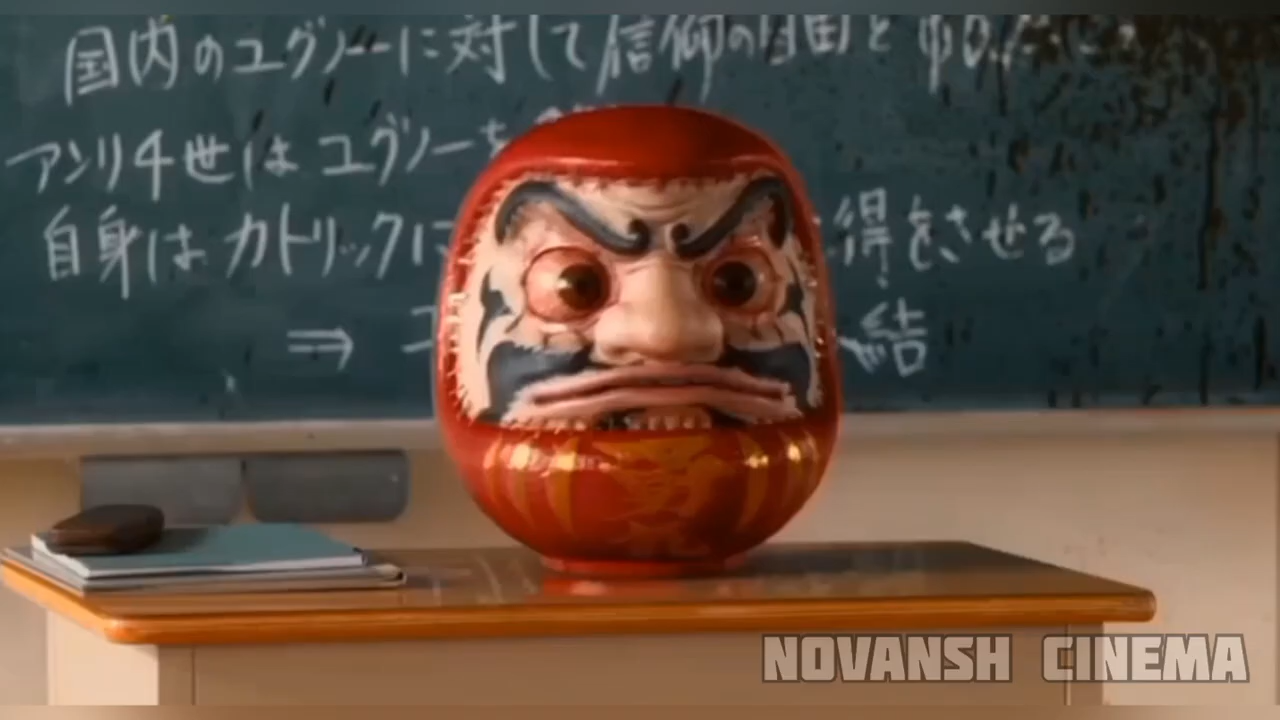 国内のユグノーに対して信仰の自由を
アンリ4世はユグノーを
自身はカトリックに
得をさせる
⇒ ユ
結
NOVANSH CINEMA